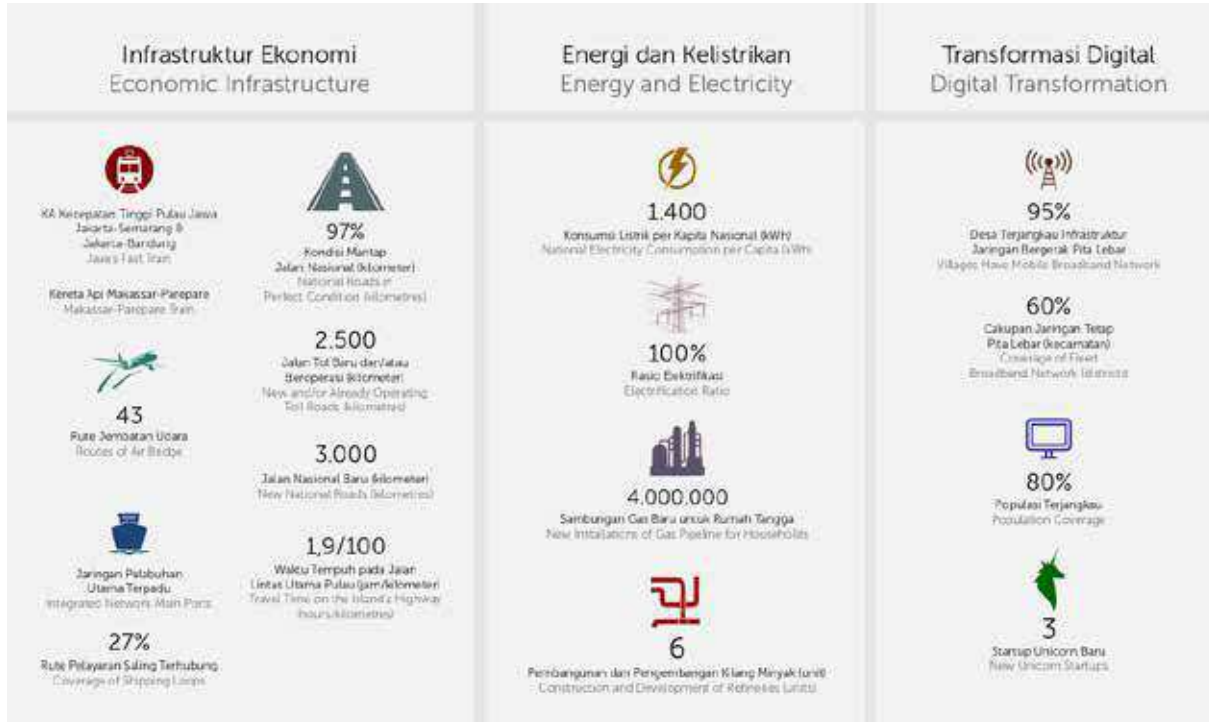 Infrastruktur Ekonomi
Economic Infrastructure
KA Kecepatan Tinggi Pulau Jawa
Jakarta-Semarang &
Jakarta-Bandung
Java's Fast Train
Kereta Api Makassar-Parepare
Makassar-Parepare Train
43
Rute Jembatan Udara
Routes of Air Bridge
Jaringan Pelabuhan
Utama Terpadu
Integrated Network Main Ports
27%
Rute Pelayaran Saling Terhubung
Coverage of Shipping Loops
97%
Kondisi Mantap
Jalan Nasional (kilometer)
National Roads in
Perfect Condition (kilometres)
2.500
Jalan Tol Baru dan/atau
Beroperasi (kilometer)
New and/or Already Operating
Toll Roads (kilometres)
3.000
Jalan Nasional Baru (kilometer)
New National Roads (kilometres)
1,9/100
Waktu Tempuh pada Jalan
Lintas Utama Pulau (jam/kilometer)
Travel Time on the Island's Highway
(hours/kilometres)
Energi dan Kelistrikan
Energy and Electricity
1.400
Konsumsi Listrik per Kapita Nasional (kWh)
National Electricity Consumption per Capita (kWh)
100%
Rasio Elektrifikasi
Electrification Ratio
4.000.000
Sambungan Gas Baru untuk Rumah Tangga
New Installations of Gas Pipeline for Households
6
Pembangunan dan Pengembangan Kilang Minyak (unit)
Construction and Development of Refineries (units)
Transformasi Digital
Digital Transformation
95%
Desa Terjangkau Infrastruktur
Jaringan Bergerak Pita Lebar
Villages Have Mobile Broadband Network
60%
Cakupan Jaringan Tetap
Pita Lebar (kecamatan)
Coverage of Fixed
Broadband Network (districts)
80%
Populasi Terjangkau
Population Coverage
3
Startup Unicorn Baru
New Unicorn Startups